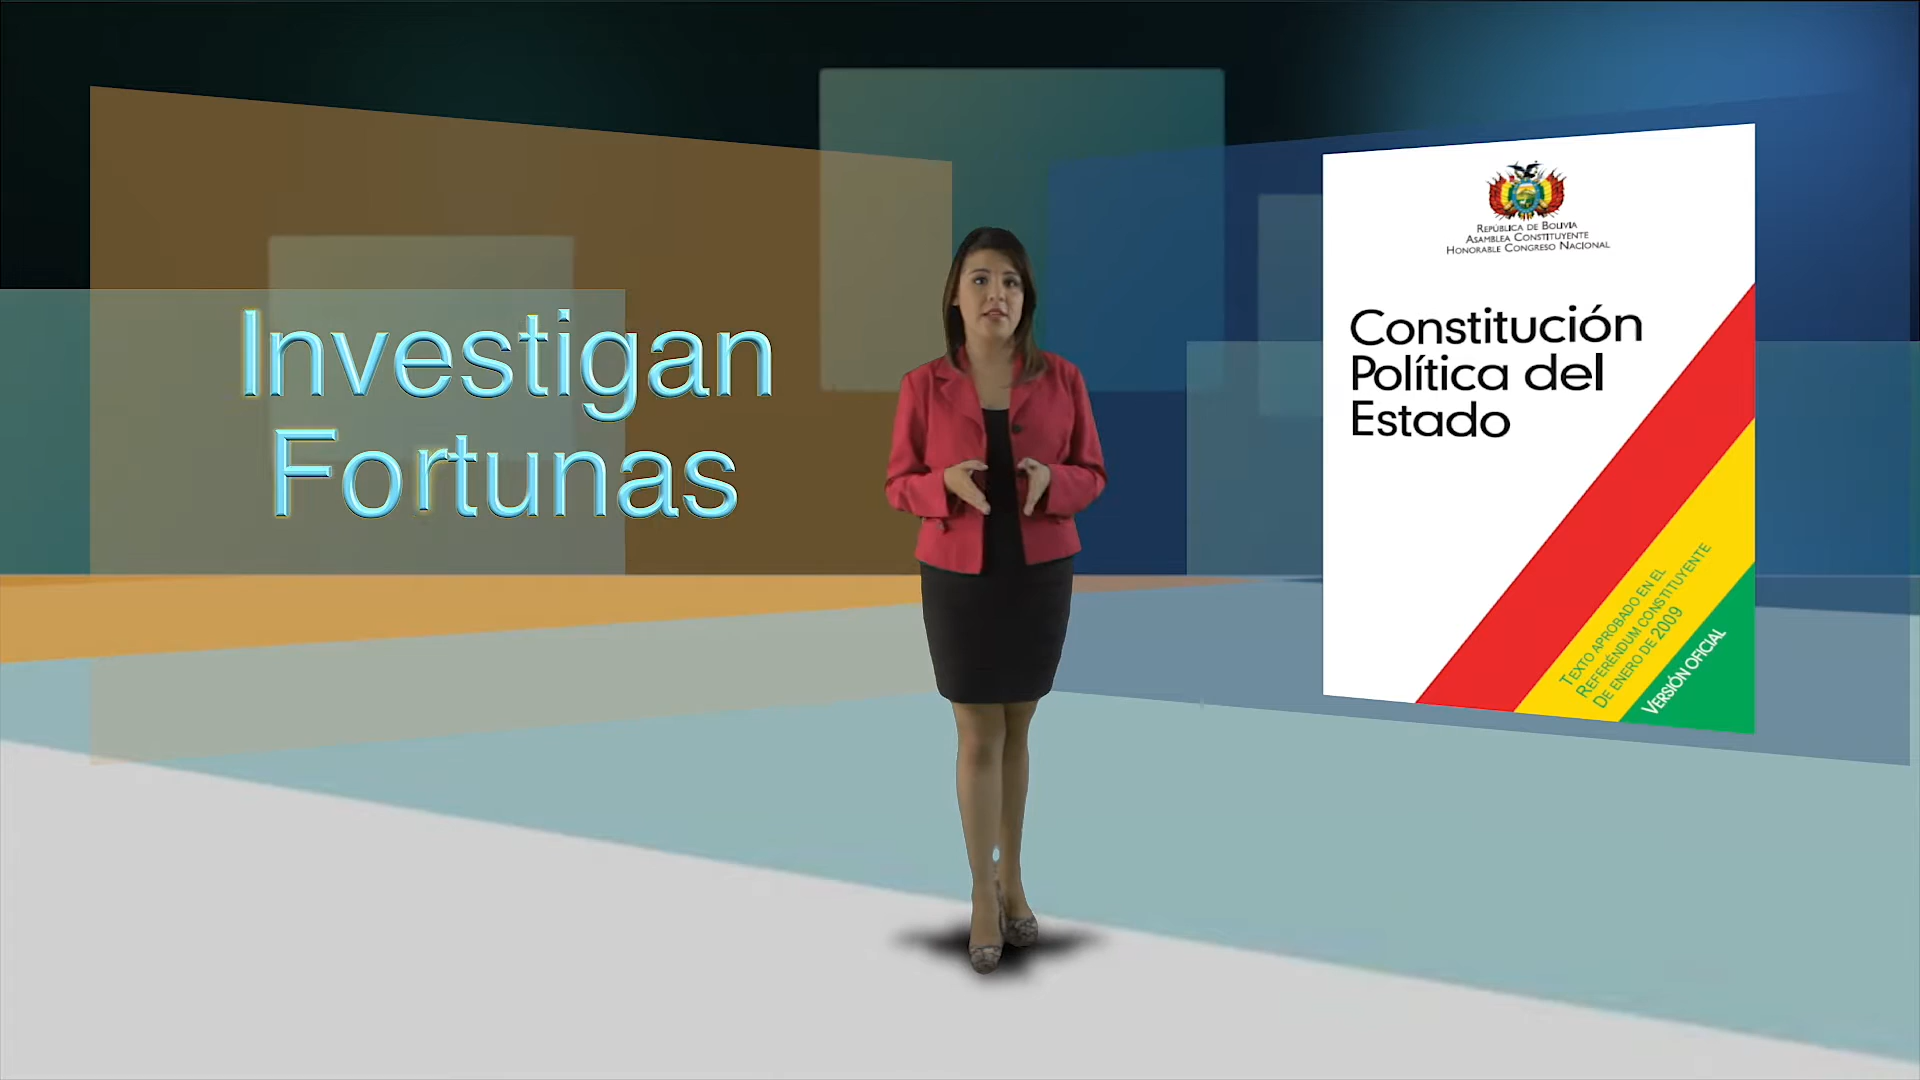 Investigan
Fortunas
REPÚBLICA DE BOLIVIA
ASAMBLEA CONSTITUYENTE
HONORABLE CONGRESO NACIONAL
Constitución
Política del
Estado
TEXTO APROBADO EN EL
REFERÉNDUM CONSTITUYENTE
DE ENERO DE 2009
VERSIÓN OFICIAL